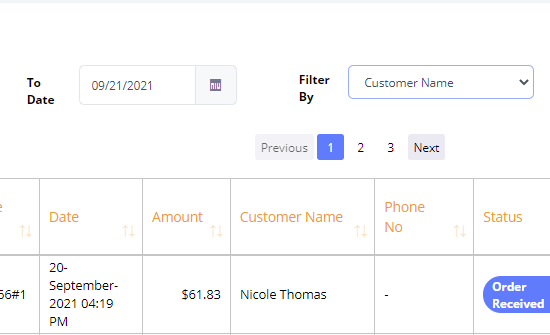 To Date
09/21/2021
Filter By
Customer Name
Previous 1 2 3 Next
e
Date
Amount
Customer Name
Phone No
Status
56#1
20-
September-
2021 04:19
PM
$61.83
Nicole Thomas
-
Order
Received